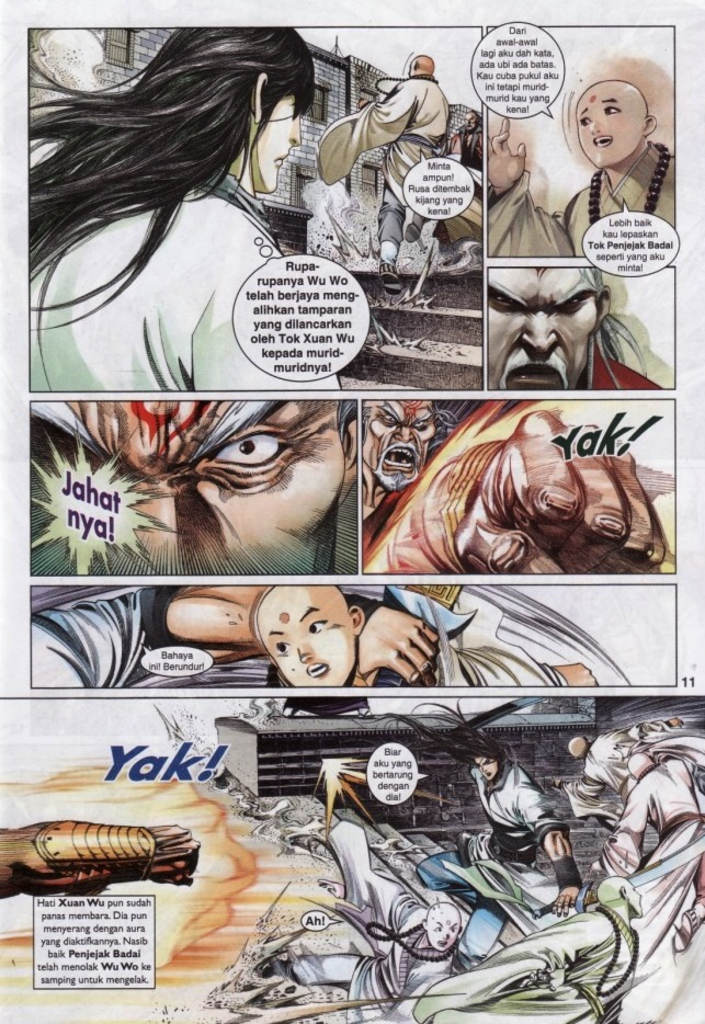 Dari
awal-awal
lagi aku dah kata,
ada ubi ada batas.
Kau cuba pukul aku
ini tetapi murid-
murid kau yang
kena!
Minta
ampun!
Rusa ditembak
kijang yang
kena!
Lebih baik
kau lepaskan
Tok Penjejak Badai
seperti yang aku
minta!
Rupa-
rupanya Wu Wo
telah berjaya meng-
alihkan tamparan
yang dilancarkan
oleh Tok Xuan Wu
kepada murid-
muridnya!
Jahat
nya!
Yak!
Bahaya
ini! Berundur!
11
Yak!
Biar
aku yang
bertarung
dengan
dia!
Ah!
Hati Xuan Wu pun sudah
panas membara. Dia pun
menyerang dengan aura
yang diaktifkannya. Nasib
baik Penjejak Badai
telah menolak Wu Wo ke
samping untuk mengelak.